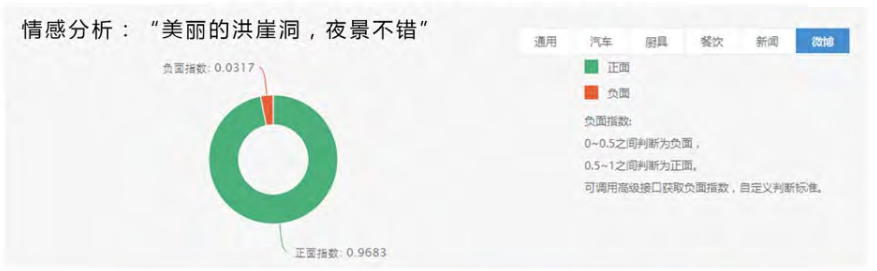 情感分析：“美丽的洪崖洞，夜景不错”
通用 汽车 厨具 餐饮 新闻 微博
负面指数: 0.0317
正面
负面
负面指数:
0~0.5之间判断为负面，
0.5~1之间判断为正面。
可调用高级接口获取负面指数，自定义判断标准。
正面指数: 0.9683